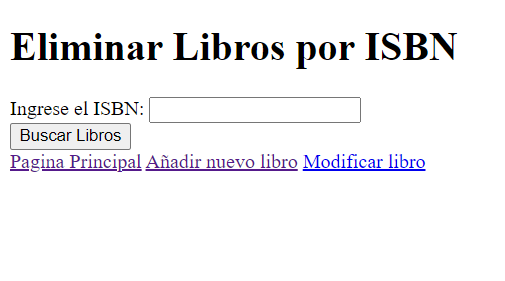 Eliminar Libros por ISBN
Ingrese el ISBN:
Buscar Libros
Pagina Principal Añadir nuevo libro Modificar libro